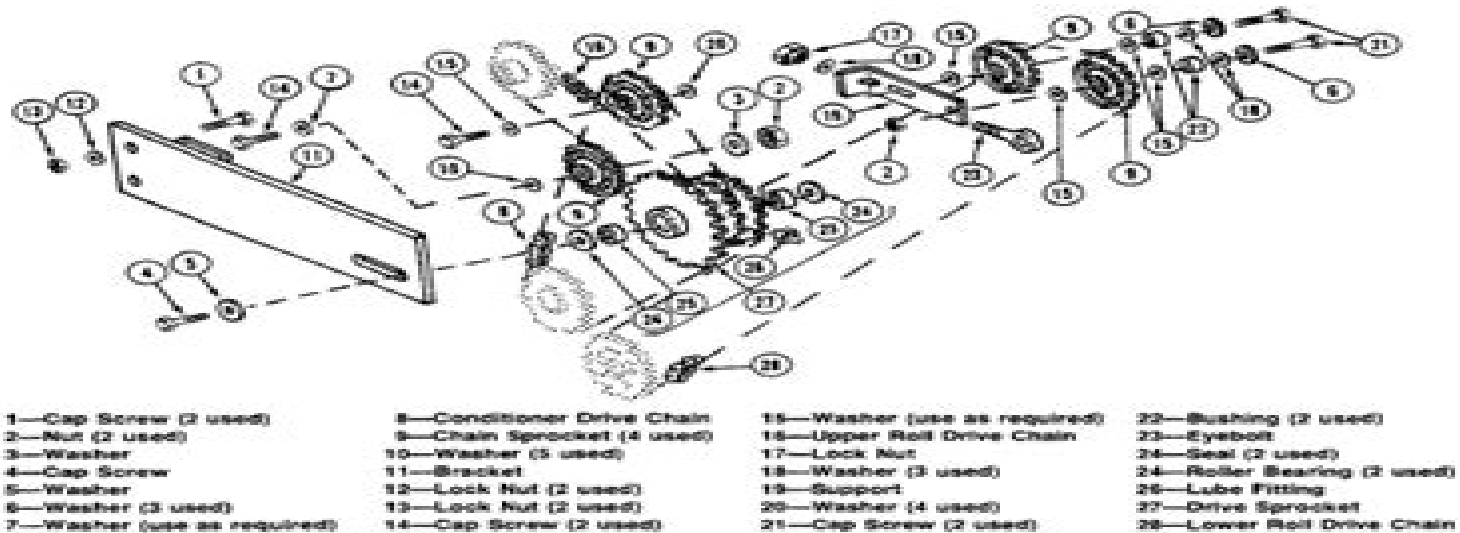 1—Cap Screw (2 used)
2—Nut (2 used)
3—Washer
4—Cap Screw
5—Washer
6—Washer (3 used)
7—Washer (use as required)
8—Conditioner Drive Chain
9—Chain Sprocket (4 used)
10—Washer (5 used)
11—Bracket
12—Lock Nut (2 used)
13—Lock Nut (2 used)
14—Cap Screw (2 used)
15—Washer (use as required)
16—Upper Roll Drive Chain
17—Lock Nut
18—Washer (3 used)
19—Support
20—Washer (4 used)
21—Cap Screw (2 used)
22—Bushing (2 used)
23—Eyebolt
24—Seal (2 used)
24—Roller Bearing (2 used)
26—Lube Fitting
27—Drive Sprocket
28—Lower Roll Drive Chain